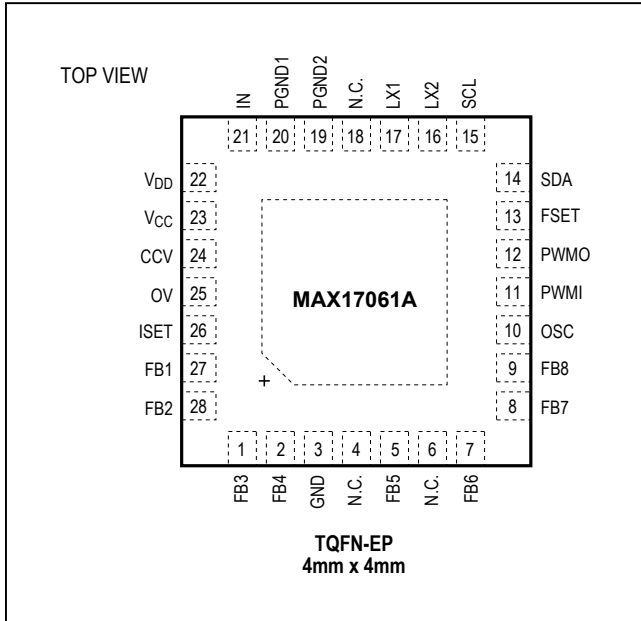 TOP VIEW
IN
PGND1
PGND2
N.C.
LX1
LX2
SCL
21 20 19 18 17 16 15
VDD 22
VCC 23
CCV 24
OV 25
ISET 26
FB1 27
FB2 28
14 SDA
13 FSET
12 PWMO
11 PWMI
10 OSC
9 FB8
8 FB7
MAX17061A
+
1 2 3 4 5 6 7
FB3
FB4
GND
N.C.
FB5
N.C.
FB6
TQFN-EP
4mm x 4mm